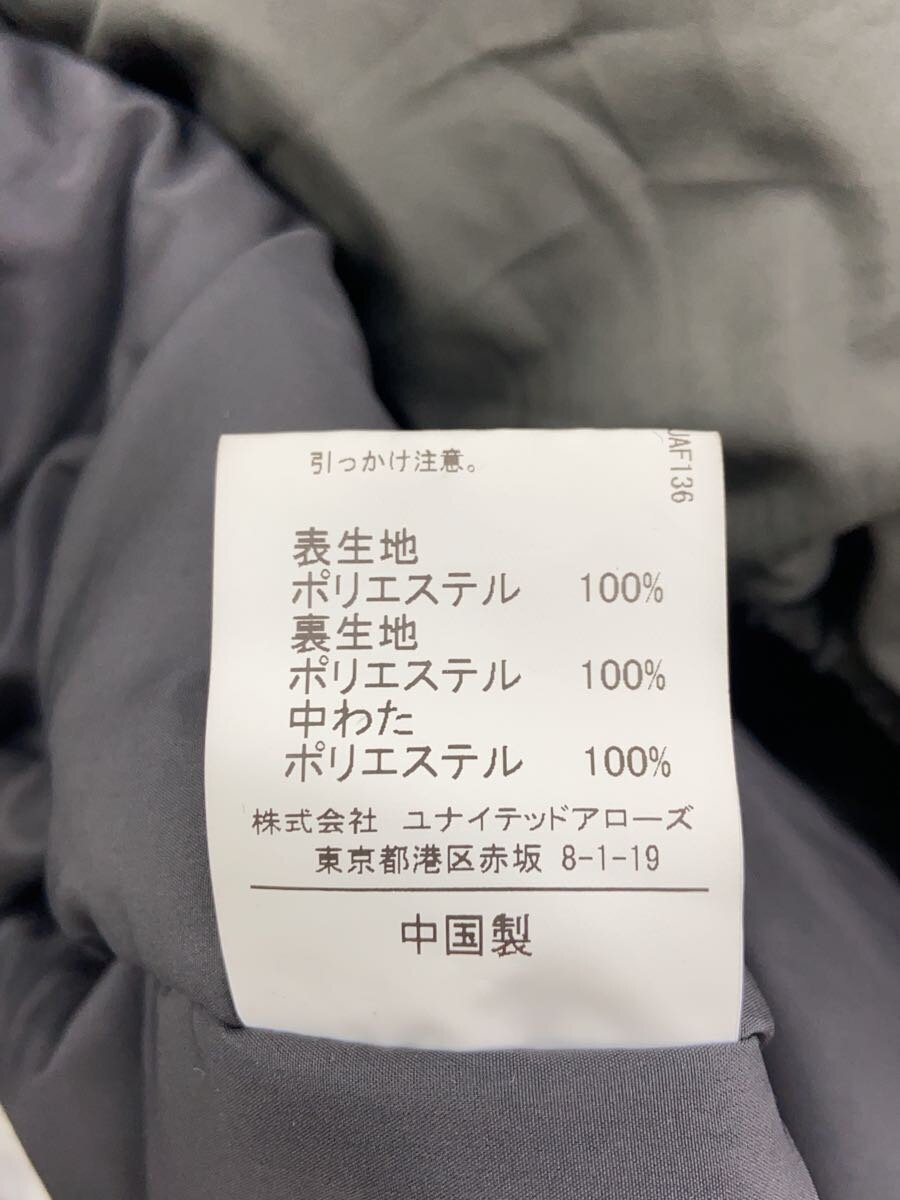 引っかけ注意。
JAF136
表生地
ポリエステル 100%
裏生地
ポリエステル 100%
中わた
ポリエステル 100%
株式会社 ユナイテッドアローズ
東京都港区赤坂 8-1-19
中国製